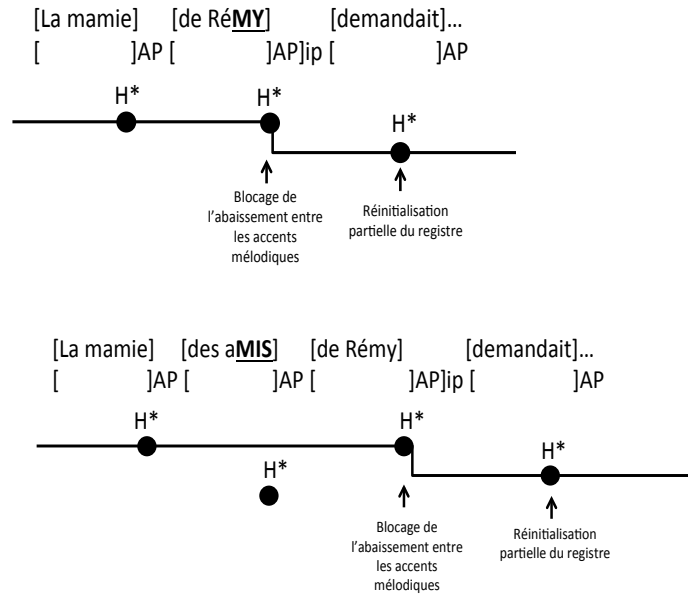 [La mamie] [de RéMY] [demandait]...
[ ]AP [ ]AP]ip [ ]AP
H* H*
H*
Blocage de
l'abaissement entre
les accents
mélodiques
Réinitialisation
partielle du registre
[La mamie] [des aMIS] [de Rémy] [demandait]...
[ ]AP [ ]AP [ ]AP]ip [ ]AP
H* H*
H* H*
Blocage de
l'abaissement entre
les accents
mélodiques
Réinitialisation
partielle du registre